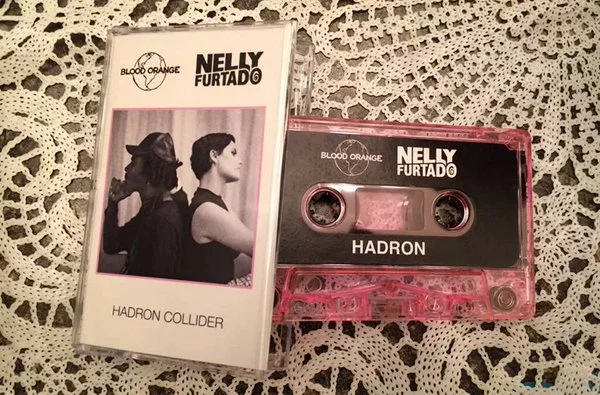 BLOOD ORANGE
NELLY
FURTADO
HADRON COLLIDER
BLOOD ORANGE
NELLY
FURTADO
HADRON